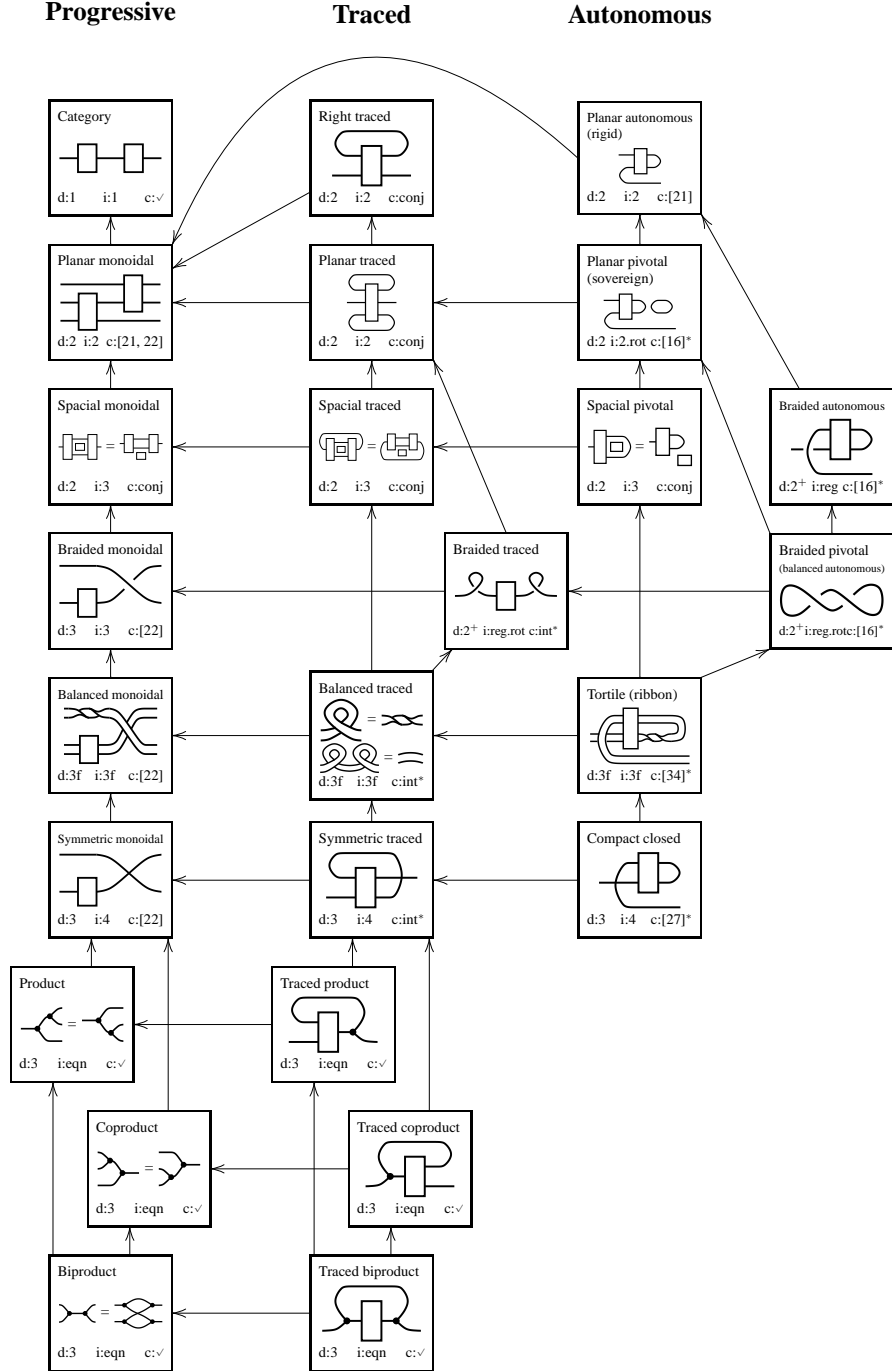 Progressive
Traced
Autonomous
Category
d:1 i:1 c:✓
Right traced
d:2 i:2 c:conj
Planar autonomous
(rigid)
d:2 i:2 c:[21]
Planar monoidal
d:2 i:2 c:[21, 22]
Planar traced
d:2 i:2 c:conj
Planar pivotal
(sovereign)
d:2 i:2.rot c:[16]*
Spacial monoidal
=
d:2 i:3 c:conj
Spacial traced
=
d:2 i:3 c:conj
Spacial pivotal
=
d:2 i:3 c:conj
Braided autonomous
d:2⁺ i:reg c:[16]*
Braided monoidal
d:3 i:3 c:[22]
Braided traced
d:2⁺ i:reg.rot c:int*
Braided pivotal
(balanced autonomous)
d:2⁺i:reg.rotc:[16]*
Balanced monoidal
d:3f i:3f c:[22]
Balanced traced
=
=
d:3f i:3f c:int*
Tortile (ribbon)
d:3f i:3f c:[34]*
Symmetric monoidal
d:3 i:4 c:[22]
Symmetric traced
d:3 i:4 c:int*
Compact closed
d:3 i:4 c:[27]*
Product
=
d:3 i:eqn c:✓
Traced product
d:3 i:eqn c:✓
Coproduct
=
d:3 i:eqn c:✓
Traced coproduct
d:3 i:eqn c:✓
Biproduct
=
d:3 i:eqn c:✓
Traced biproduct
d:3 i:eqn c:✓